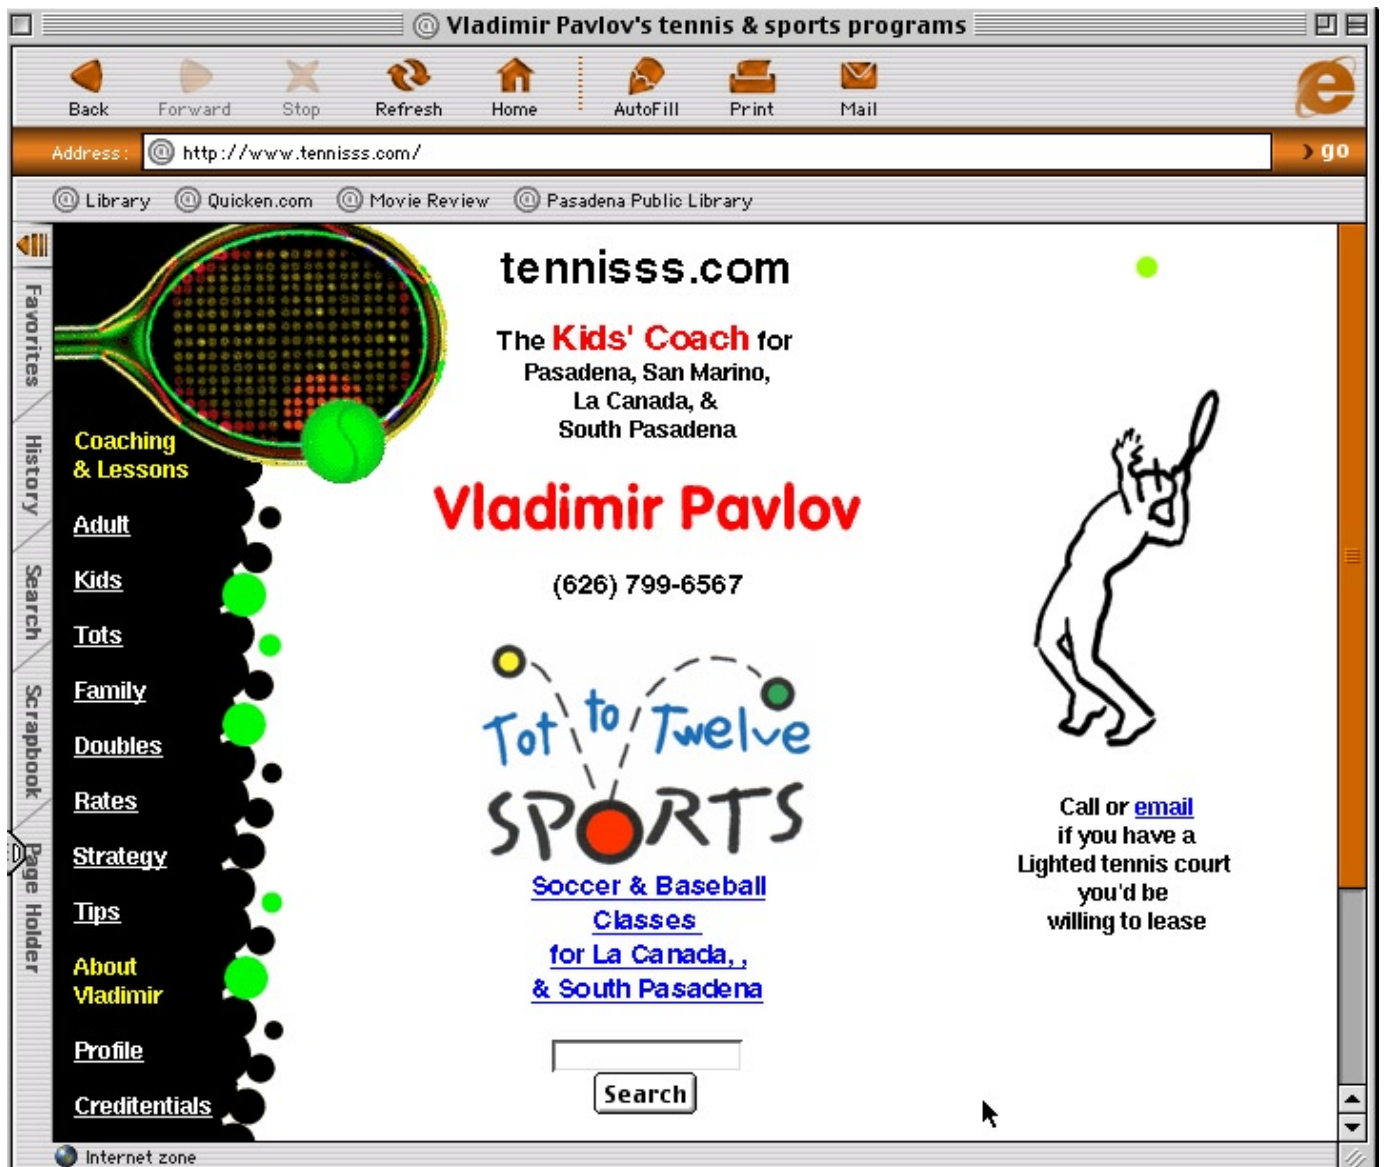 Vladimir Pavlov's tennis & sports programs
Back Forward Stop Refresh Home AutoFill Print Mail
Address: http://www.tennisss.com/ go
Library Quicken.com Movie Review Pasadena Public Library
Favorites
History
Search
Scrapbook
Page Holder
Coaching
& Lessons
Adult
Kids
Tots
Family
Doubles
Rates
Strategy
Tips
About
Vladimir
Profile
Creditentials
tennisss.com
The Kids' Coach for
Pasadena, San Marino,
La Canada, &
South Pasadena
Vladimir Pavlov
(626) 799-6567
Tot to Twelve
SPORTS
Soccer & Baseball
Classes
for La Canada, ,
& South Pasadena
Search
Call or email
if you have a
Lighted tennis court
you'd be
willing to lease
Internet zone